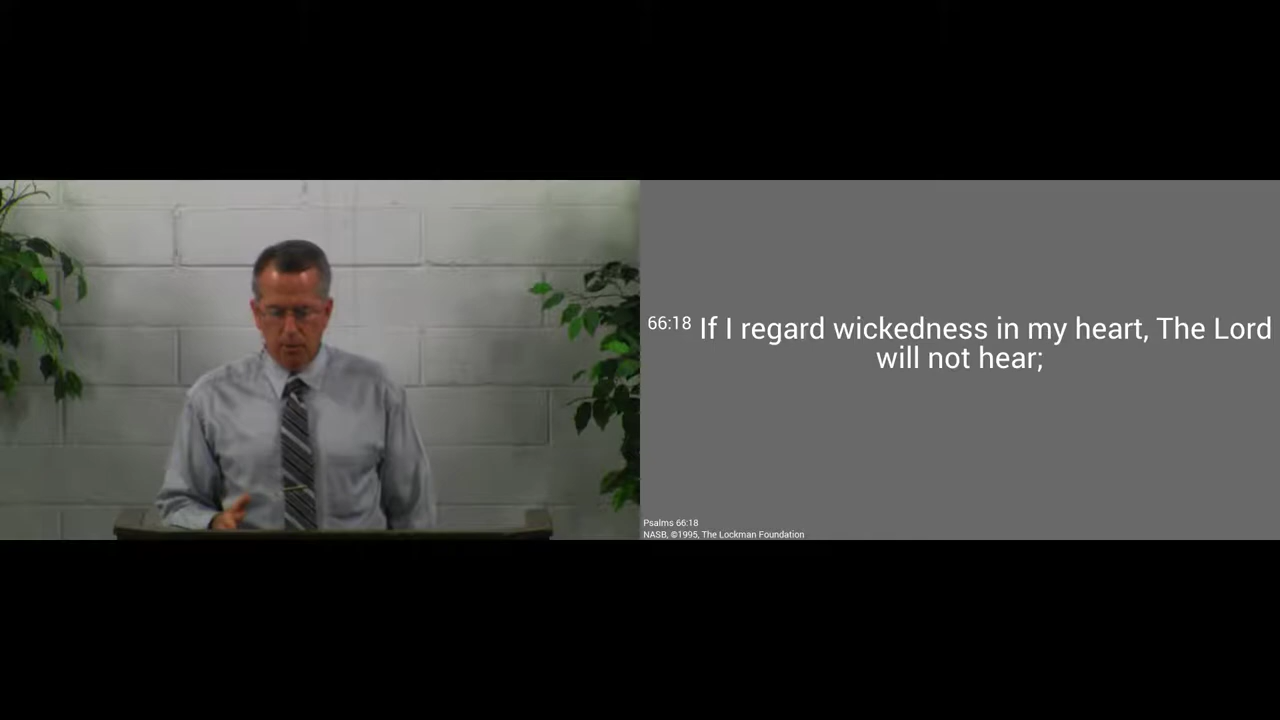 66:18 If I regard wickedness in my heart, The Lord
will not hear;
Psalms 66:18
NASB, ©1995, The Lockman Foundation